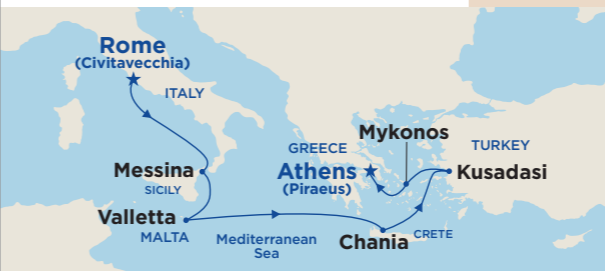 Rome
(Civitavecchia)
ITALY
Mykonos
GREECE
TURKEY
Athens
(Piraeus)
Kusadasi
Messina
SICILY
Valletta
MALTA
Mediterranean
Sea
Chania
CRETE